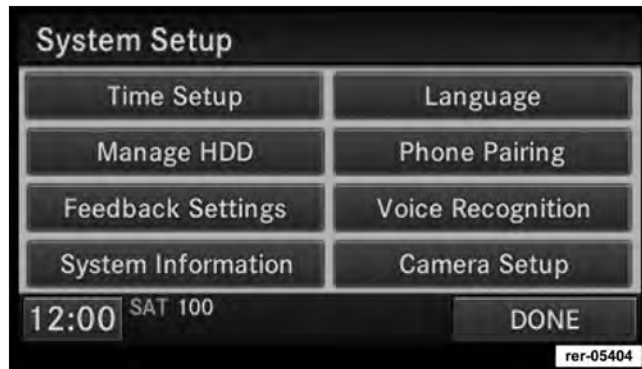 System Setup
Time Setup
Language
Manage HDD
Phone Pairing
Feedback Settings
Voice Recognition
System Information
Camera Setup
12:00 SAT 100
DONE
rer-05404